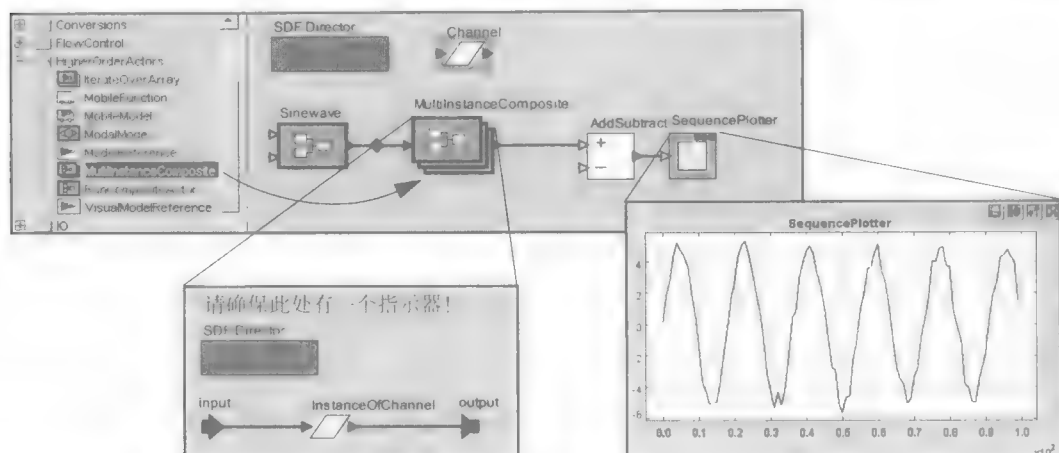 Conversions
FlowControl
HigherOrderActors
IterateOverArray
MobileFunction
MobileModel
ModalModel
MultiInstanceComposite
VisualModelReference
IO
SDF Director
Channel
Sinewave
MultiInstanceComposite
AddSubtract
SequencePlotter
+
−
请确保此处有一个指示器!
SDF Director
input
InstanceOfChannel
output
SequencePlotter
4
2
0
-2
-4
-6
0.0 0.1 0.2 0.3 0.4 0.5 0.6 0.7 0.8 0.9 1.0